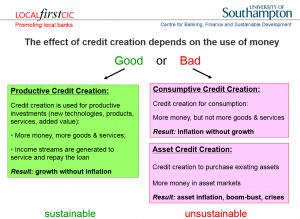 LOCAL firstCIC
Promoting local banks
UNIVERSITY OF
Southampton
Centre for Banking, Finance and Sustainable Development
The effect of credit creation depends on the use of money
Good or Bad
Productive Credit Creation:
Credit creation is used for productive
investments (new technologies, products,
services, added value):
• More money, more goods & services;
• Income streams are generated to
service and repay the loan
Result: growth without inflation
sustainable
Consumptive Credit Creation:
Credit creation for consumption:
More money, but not more goods & services
Result: inflation without growth
Asset Credit Creation:
Credit creation to purchase existing assets
More money in asset markets
Result: asset inflation, boom-bust, crises
unsustainable